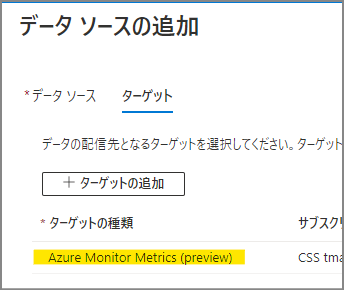 データ ソースの追加
* データ ソース ターゲット
データの配信先となるターゲットを選択してください。ターゲット
+ ターゲットの追加
* ターゲットの種類 サブスクリ
Azure Monitor Metrics (preview) CSS tma